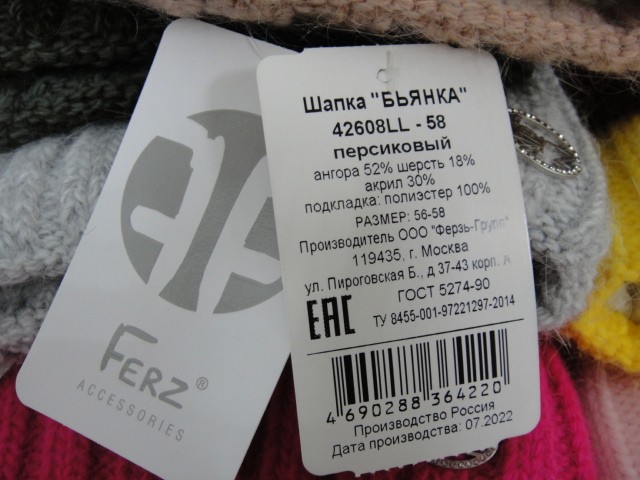 FERZ®
ACCESSORIES
Шапка "БЬЯНКА"
42608LL - 58
персиковый
ангора 52% шерсть 18%
акрил 30%
подкладка: полиэстер 100%
РАЗМЕР: 56-58
Производитель ООО "Ферзь-Групп"
119435, г. Москва
ул. Пироговская Б., д 37-43 корп. А
ГОСТ 5274-90
ЕАС ТУ 8455-001-97221297-2014
4 690288 364220
Производство Россия
Дата производства: 07.2022